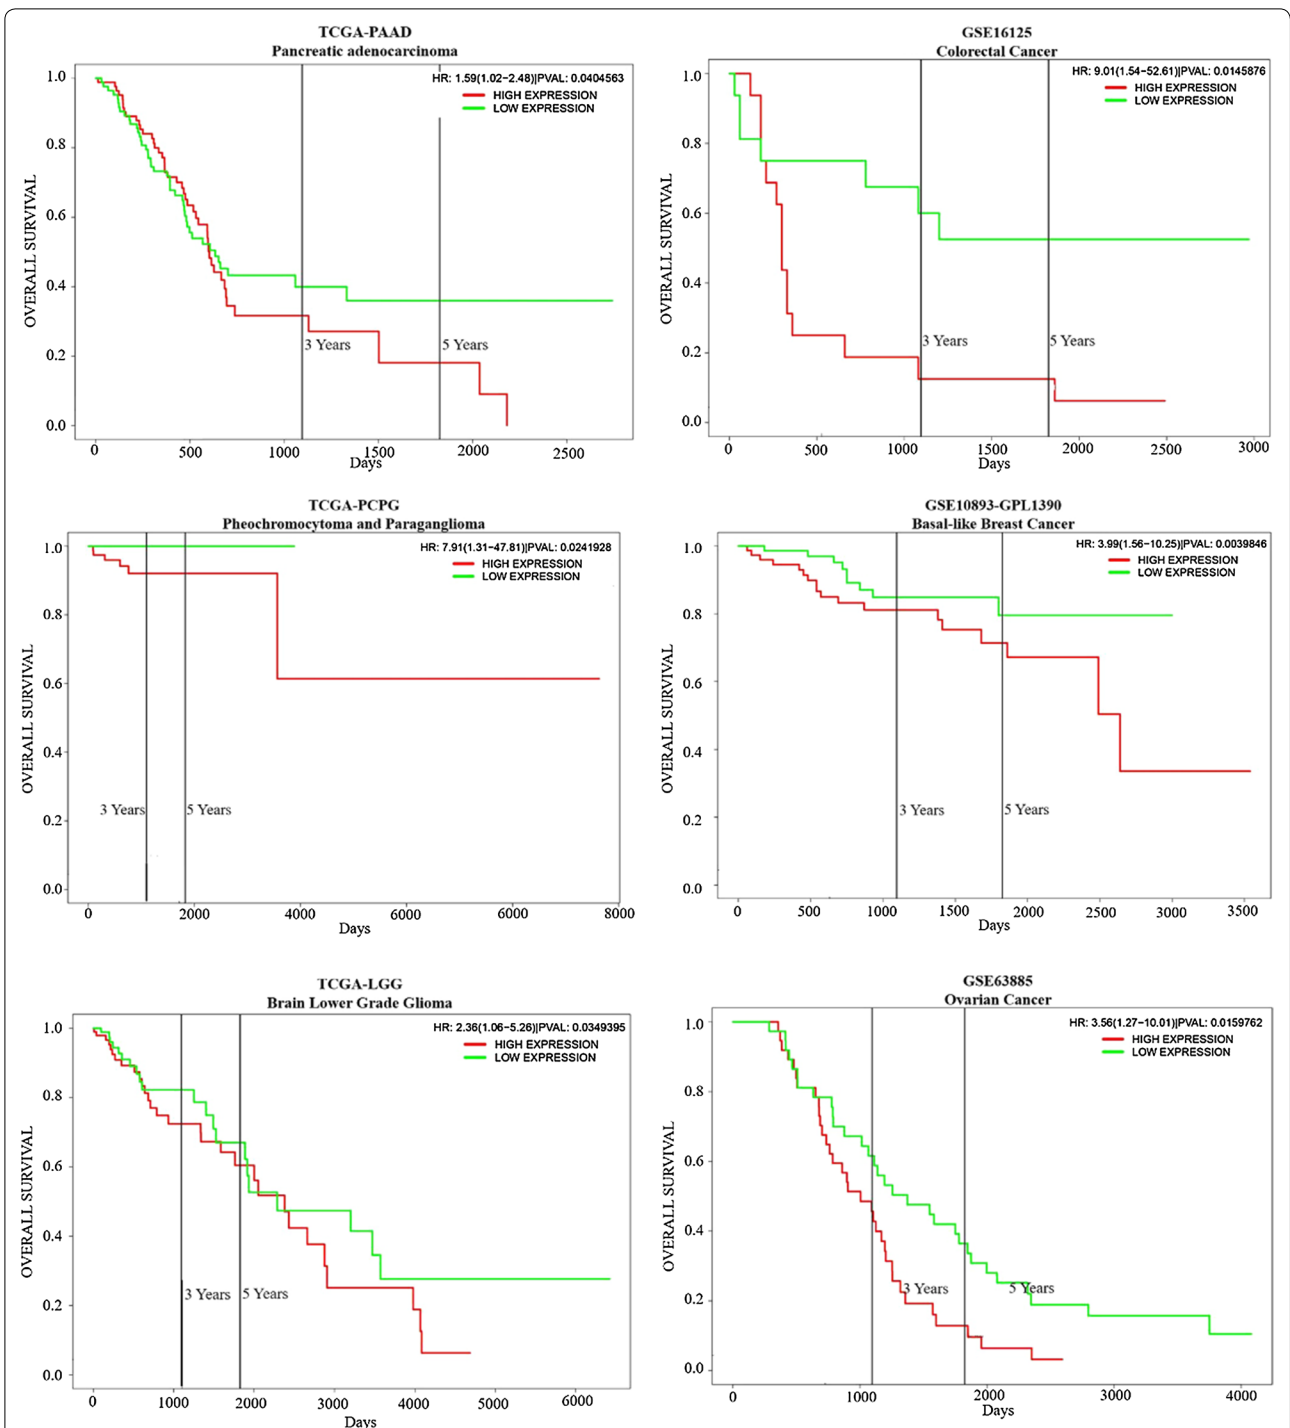 TCGA-PAAD
Pancreatic adenocarcinoma
HR: 1.59(1.02-2.48)|PVAL: 0.0404563
HIGH EXPRESSION
LOW EXPRESSION
OVERALL SURVIVAL
1.0
0.8
0.6
0.4
0.2
0.0
3 Years
5 Years
0 500 1000 1500 2000 2500
Days
GSE16125
Colorectal Cancer
HR: 9.01(1.54-52.61)|PVAL: 0.0145876
HIGH EXPRESSION
LOW EXPRESSION
OVERALL SURVIVAL
1.0
0.8
0.6
0.4
0.2
0.0
3 Years
5 Years
0 500 1000 1500 2000 2500 3000
Days
TCGA-PCPG
Pheochromocytoma and Paraganglioma
HR: 7.91(1.31-47.81)|PVAL: 0.0241928
HIGH EXPRESSION
LOW EXPRESSION
OVERALL SURVIVAL
1.0
0.8
0.6
0.4
0.2
0.0
3 Years
5 Years
0 2000 4000 6000 6000 8000
Days
GSE10893-GPL1390
Basal-like Breast Cancer
HR: 3.99(1.56-10.25)|PVAL: 0.0039846
HIGH EXPRESSION
LOW EXPRESSION
OVERALL SURVIVAL
1.0
0.8
0.6
0.4
0.2
0.0
3 Years
5 Years
0 500 1000 1500 2000 2500 3000 3500
Days
TCGA-LGG
Brain Lower Grade Glioma
HR: 2.36(1.06-5.26)|PVAL: 0.0349395
HIGH EXPRESSION
LOW EXPRESSION
OVERALL SURVIVAL
1.0
0.8
0.6
0.4
0.2
0.0
3 Years
5 Years
0 1000 2000 3000 4000 5000 6000
Days
GSE63885
Ovarian Cancer
HR: 3.56(1.27-10.01)|PVAL: 0.0159762
HIGH EXPRESSION
LOW EXPRESSION
OVERALL SURVIVAL
1.0
0.8
0.6
0.4
0.2
0.0
3 Years
5 Years
0 1000 2000 3000 4000
Days